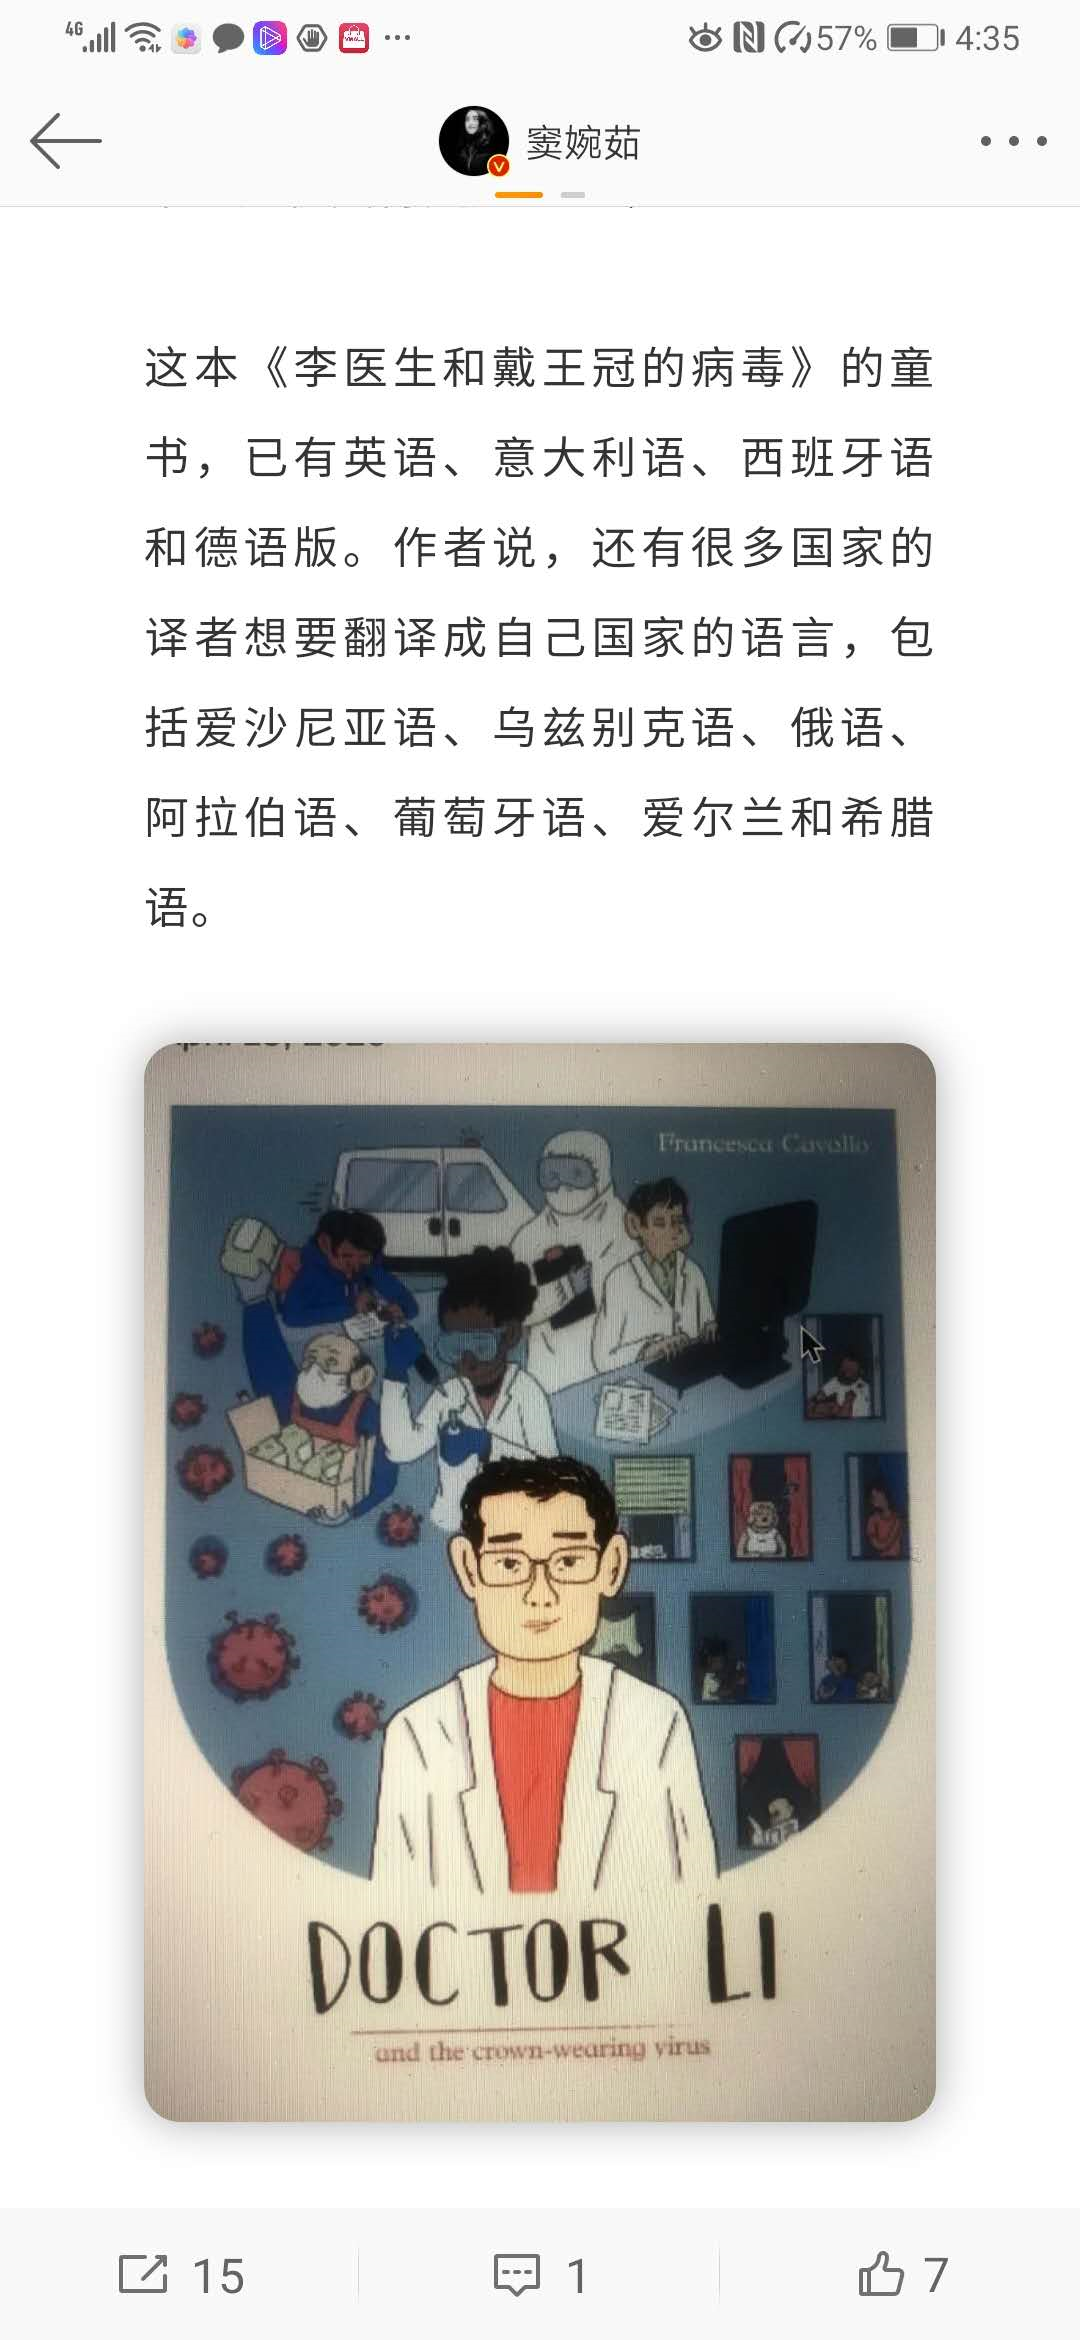 4G
57%
4:35
窦婉茹
这本《李医生和戴王冠的病毒》的童
书，已有英语、意大利语、西班牙语
和德语版。作者说，还有很多国家的
译者想要翻译成自己国家的语言，包
括爱沙尼亚语、乌兹别克语、俄语、
阿拉伯语、葡萄牙语、爱尔兰和希腊
语。
Francesca Cavallo
DOCTOR LI
and the crown-wearing virus
15
1
7